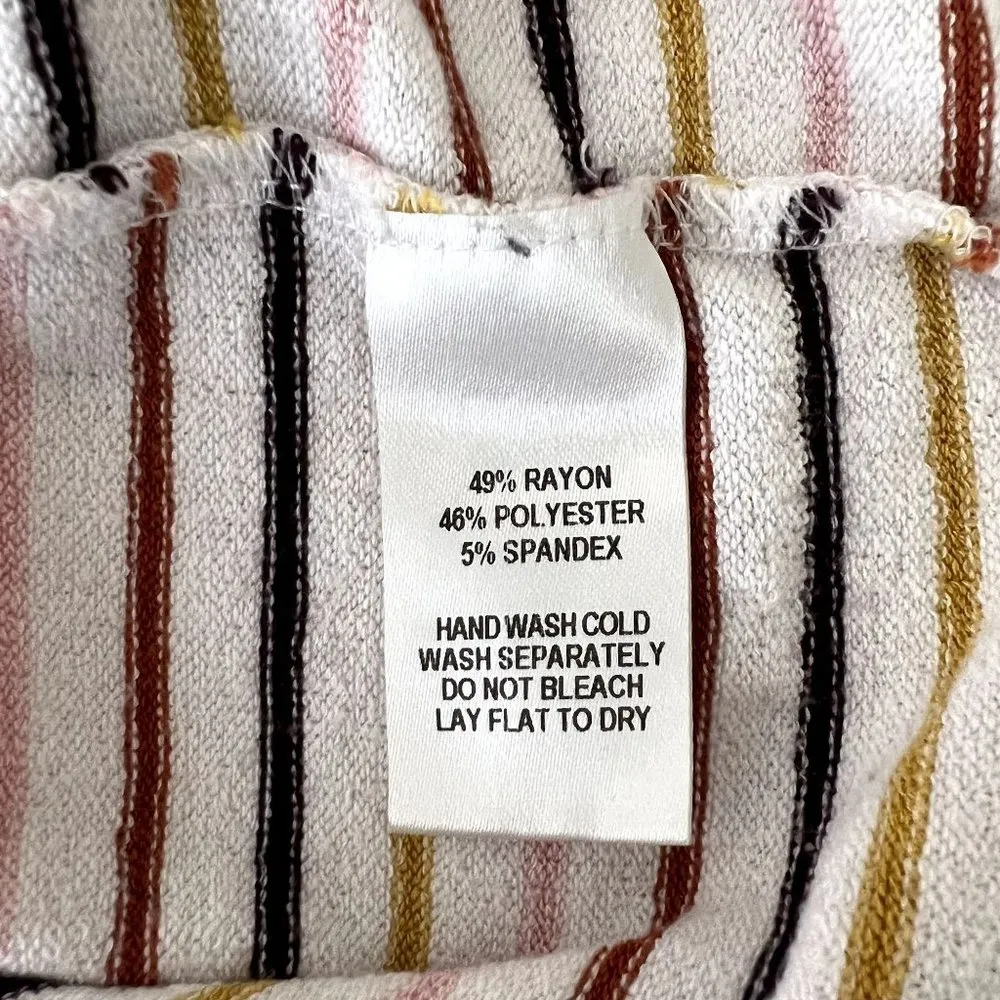 49% RAYON
46% POLYESTER
5% SPANDEX
HAND WASH COLD
WASH SEPARATELY
DO NOT BLEACH
LAY FLAT TO DRY